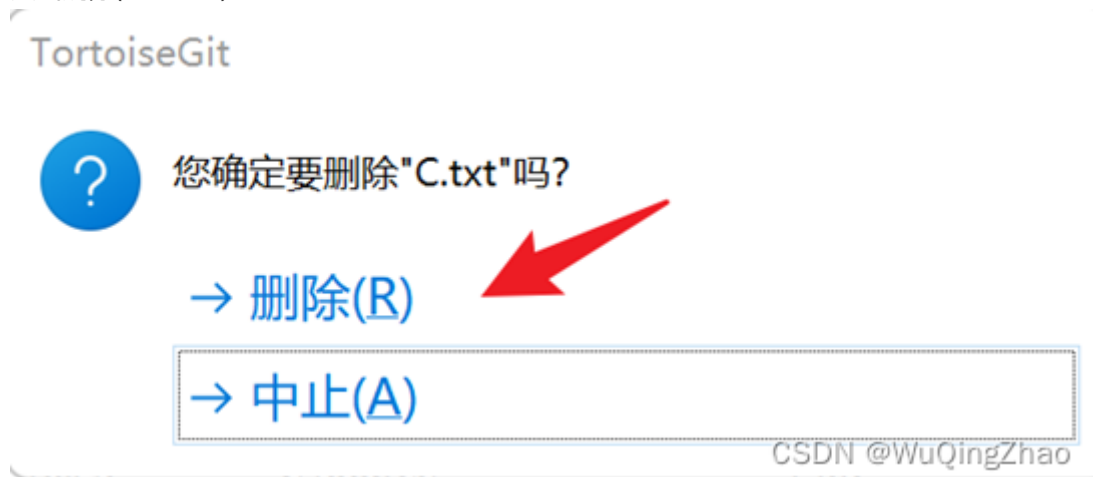 TortoiseGit
您确定要删除"C.txt"吗?
→ 删除(R)
→ 中止(A)
CSDN @WuQingZhao